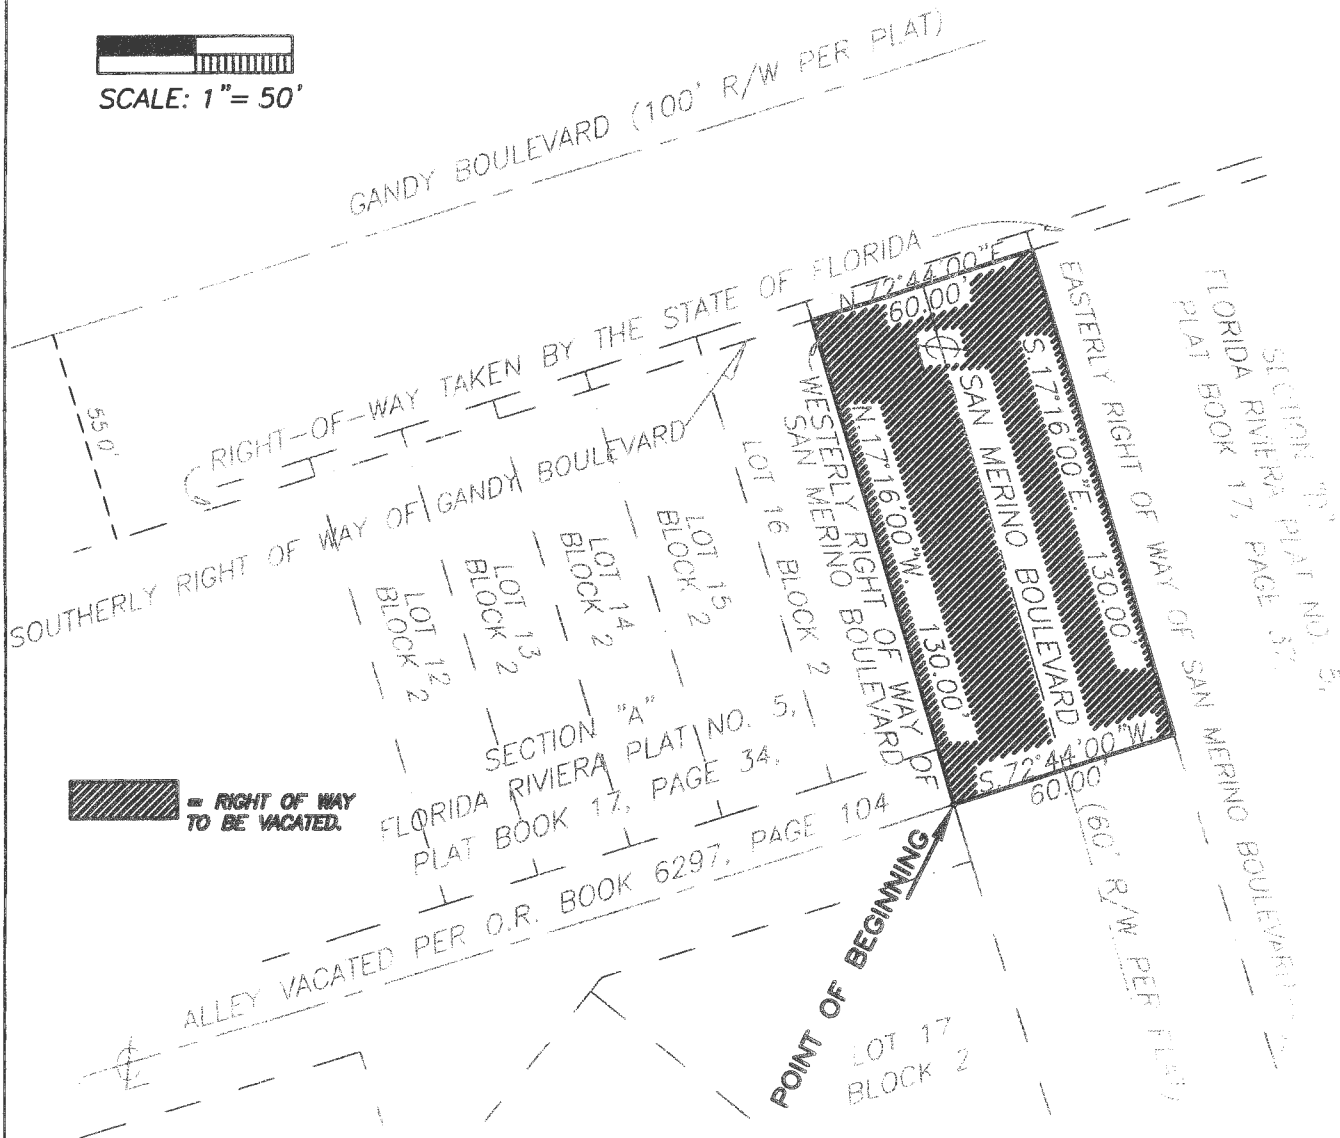 SCALE: 1"= 50'
GANDY BOULEVARD (100' R/W PER PLAT)
RIGHT-OF-WAY TAKEN BY THE STATE OF FLORIDA
SOUTHERLY RIGHT OF WAY OF GANDY BOULEVARD
50'
N 72°44'00"E
60.00'
S 17°16'00"E. 130.00'
SAN MERINO BOULEVARD
N 17°16'00"W. 130.00'
S 72°44'00"W.
60.00'
(60' R/W PER PLAT)
EASTERLY RIGHT OF WAY OF SAN MERINO BOULEVARD
SECTION
FLORIDA RIVIERA PLAT NO. 5,
PLAT BOOK 17, PAGE 37.
WESTERLY RIGHT OF WAY OF
SAN MERINO BOULEVARD
LOT 16 BLOCK 2
LOT 15
BLOCK 2
LOT 14
BLOCK 2
LOT 13
BLOCK 2
LOT 12
BLOCK 2
SECTION "A"
FLORIDA RIVIERA PLAT NO. 5,
PLAT BOOK 17, PAGE 34.
= RIGHT OF WAY
TO BE VACATED.
ALLEY VACATED PER O.R. BOOK 6297, PAGE 104
POINT OF BEGINNING
LOT 17
BLOCK 2